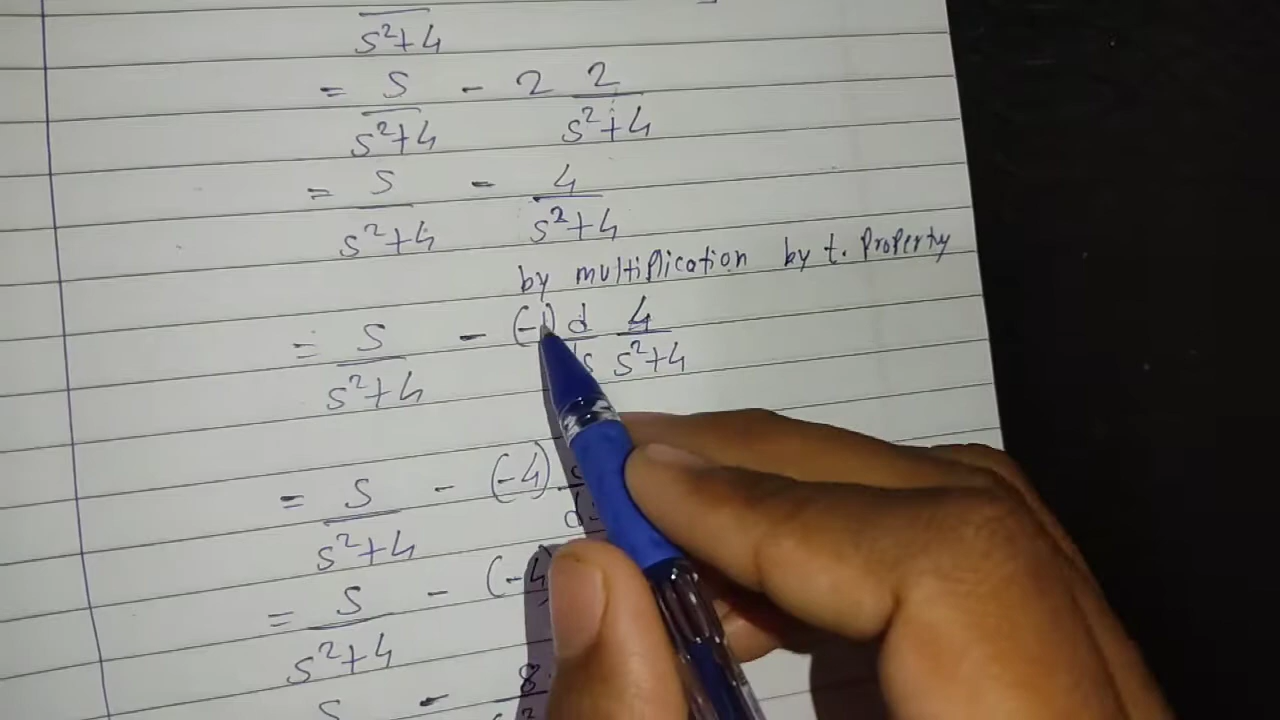 s²+4
= s - 2 2
s²+4 s²+4
= s - 4
s²+4 s²+4
by multiplication by t. Property
= s - (-1) d 4
s²+4 ds s²+4
= s - (-4)
s²+4 d
= s - (-4)
s²+4
s - 8